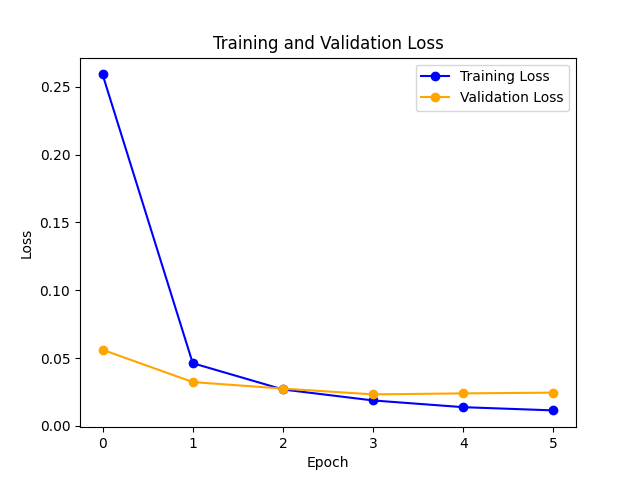 Training and Validation Loss
Training Loss
Validation Loss
0.25
0.20
0.15
0.10
0.05
0.00
Loss
0 1 2 3 4 5
Epoch